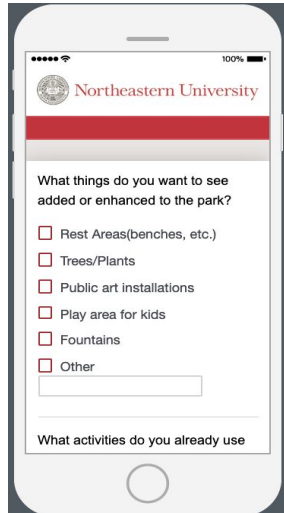 100%
Northeastern University
What things do you want to see
added or enhanced to the park?
Rest Areas(benches, etc.)
Trees/Plants
Public art installations
Play area for kids
Fountains
Other
What activities do you already use